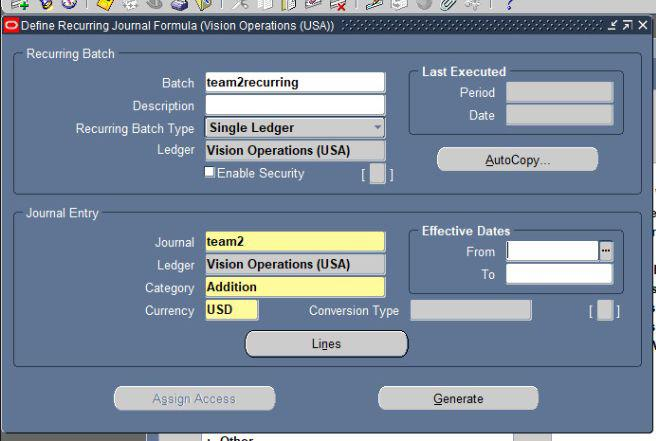 Define Recurring Journal Formula (Vision Operations (USA))
Recurring Batch
Batch team2recurring
Description
Recurring Batch Type Single Ledger
Ledger Vision Operations (USA)
Enable Security [ ]
Last Executed
Period
Date
AutoCopy...
Journal Entry
Journal team2
Ledger Vision Operations (USA)
Category Addition
Currency USD Conversion Type [ ]
Effective Dates
From ...
To
Lines
Assign Access Generate